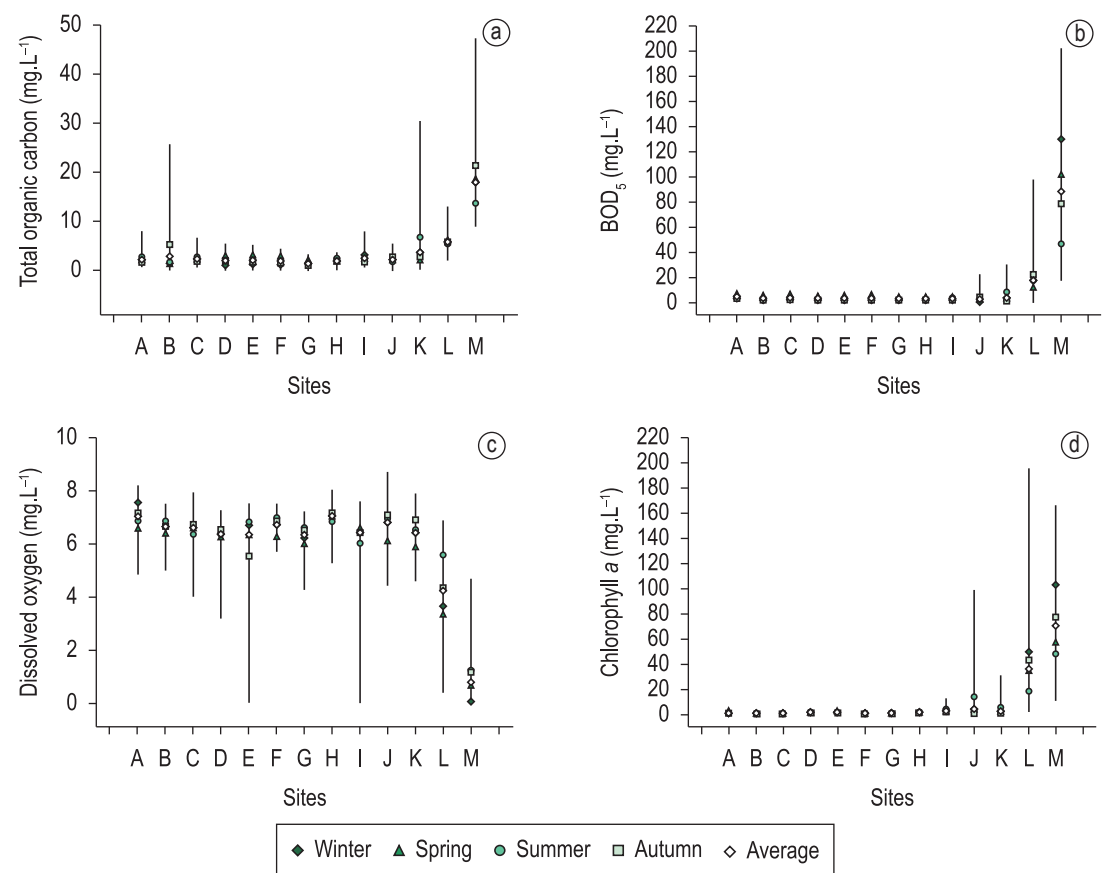 a
Total organic carbon (mg.L⁻¹)
50
40
30
20
10
0
A B C D E F G H I J K L M
Sites
b
BOD₅ (mg.L⁻¹)
220
200
180
160
140
120
100
80
60
40
20
0
A B C D E F G H I J K L M
Sites
c
Dissolved oxygen (mg.L⁻¹)
10
8
6
4
2
0
A B C D E F G H I J K L M
Sites
d
Chlorophyll a (mg.L⁻¹)
220
200
180
160
140
120
100
80
60
40
20
0
A B C D E F G H I J K L M
Sites
Winter Spring Summer Autumn Average